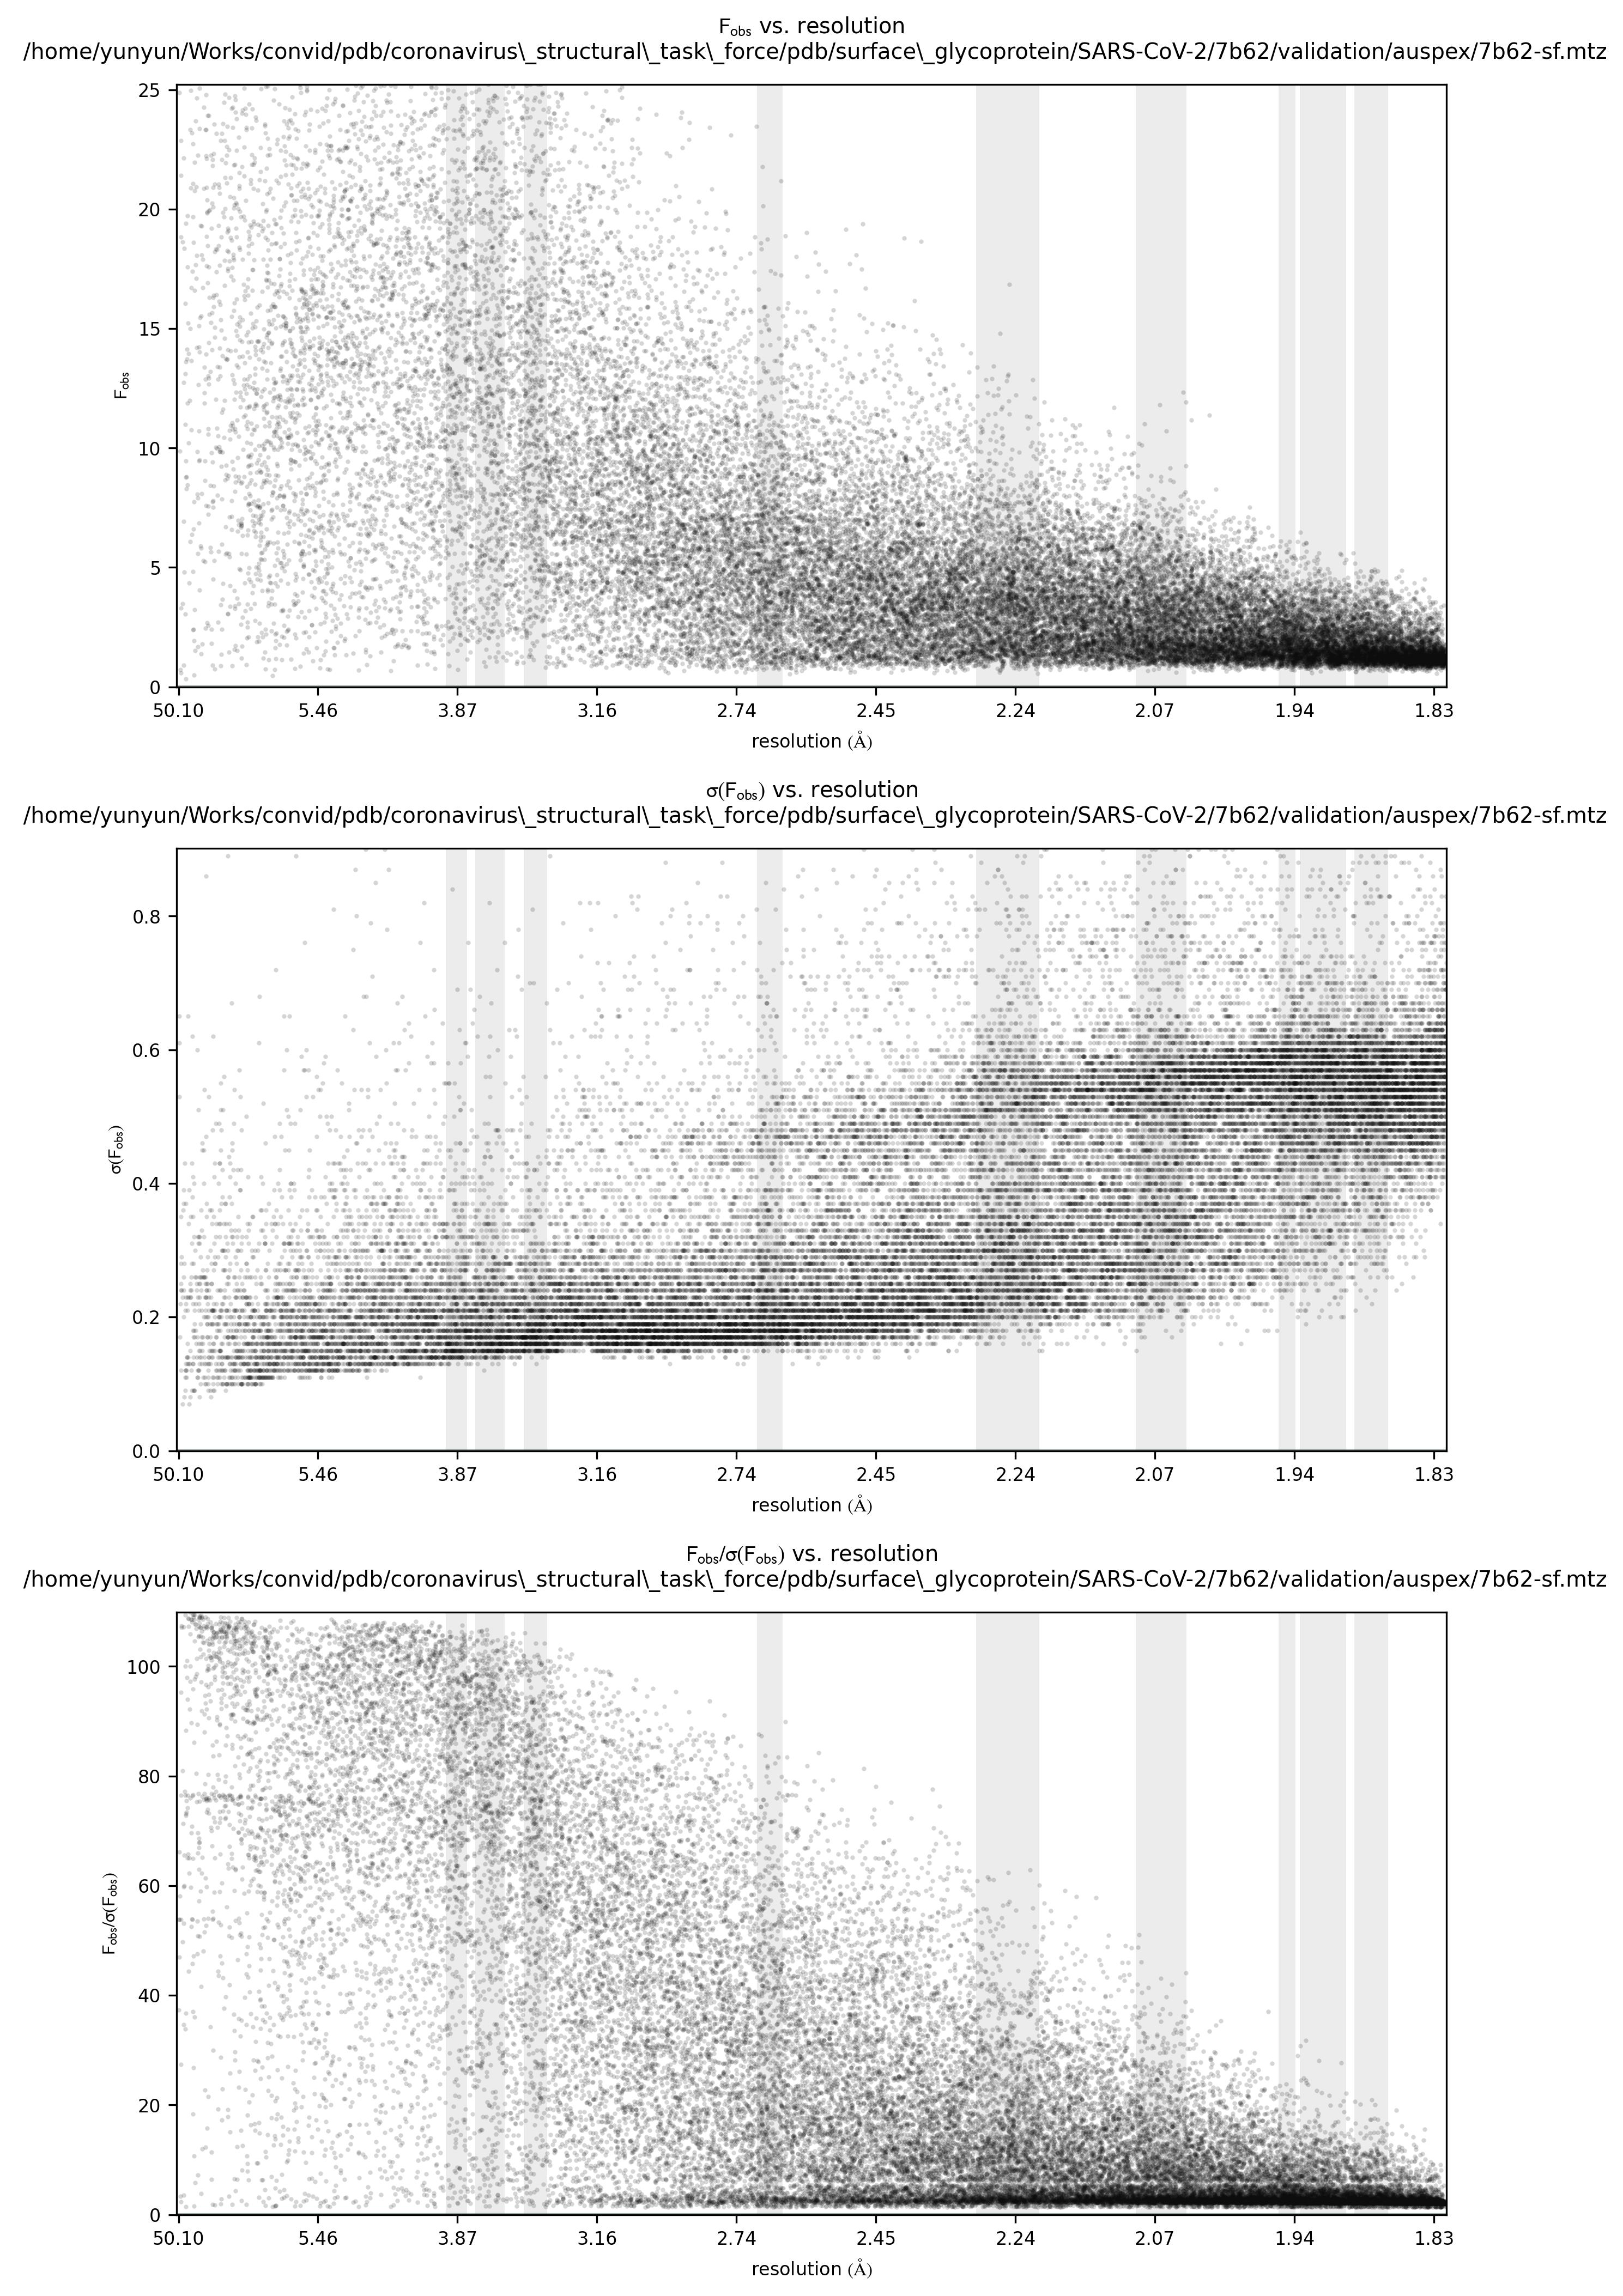 F_obs vs. resolution
/home/yunyun/Works/convid/pdb/coronavirus\_structural\_task\_force/pdb/surface\_glycoprotein/SARS-CoV-2/7b62/validation/auspex/7b62-sf.mtz
25
20
15
10
5
0
F_obs
50.10 5.46 3.87 3.16 2.74 2.45 2.24 2.07 1.94 1.83
resolution (Å)
σ(F_obs) vs. resolution
/home/yunyun/Works/convid/pdb/coronavirus\_structural\_task\_force/pdb/surface\_glycoprotein/SARS-CoV-2/7b62/validation/auspex/7b62-sf.mtz
0.8
0.6
0.4
0.2
0.0
σ(F_obs)
50.10 5.46 3.87 3.16 2.74 2.45 2.24 2.07 1.94 1.83
resolution (Å)
F_obs/σ(F_obs) vs. resolution
/home/yunyun/Works/convid/pdb/coronavirus\_structural\_task\_force/pdb/surface\_glycoprotein/SARS-CoV-2/7b62/validation/auspex/7b62-sf.mtz
100
80
60
40
20
0
F_obs/σ(F_obs)
50.10 5.46 3.87 3.16 2.74 2.45 2.24 2.07 1.94 1.83
resolution (Å)